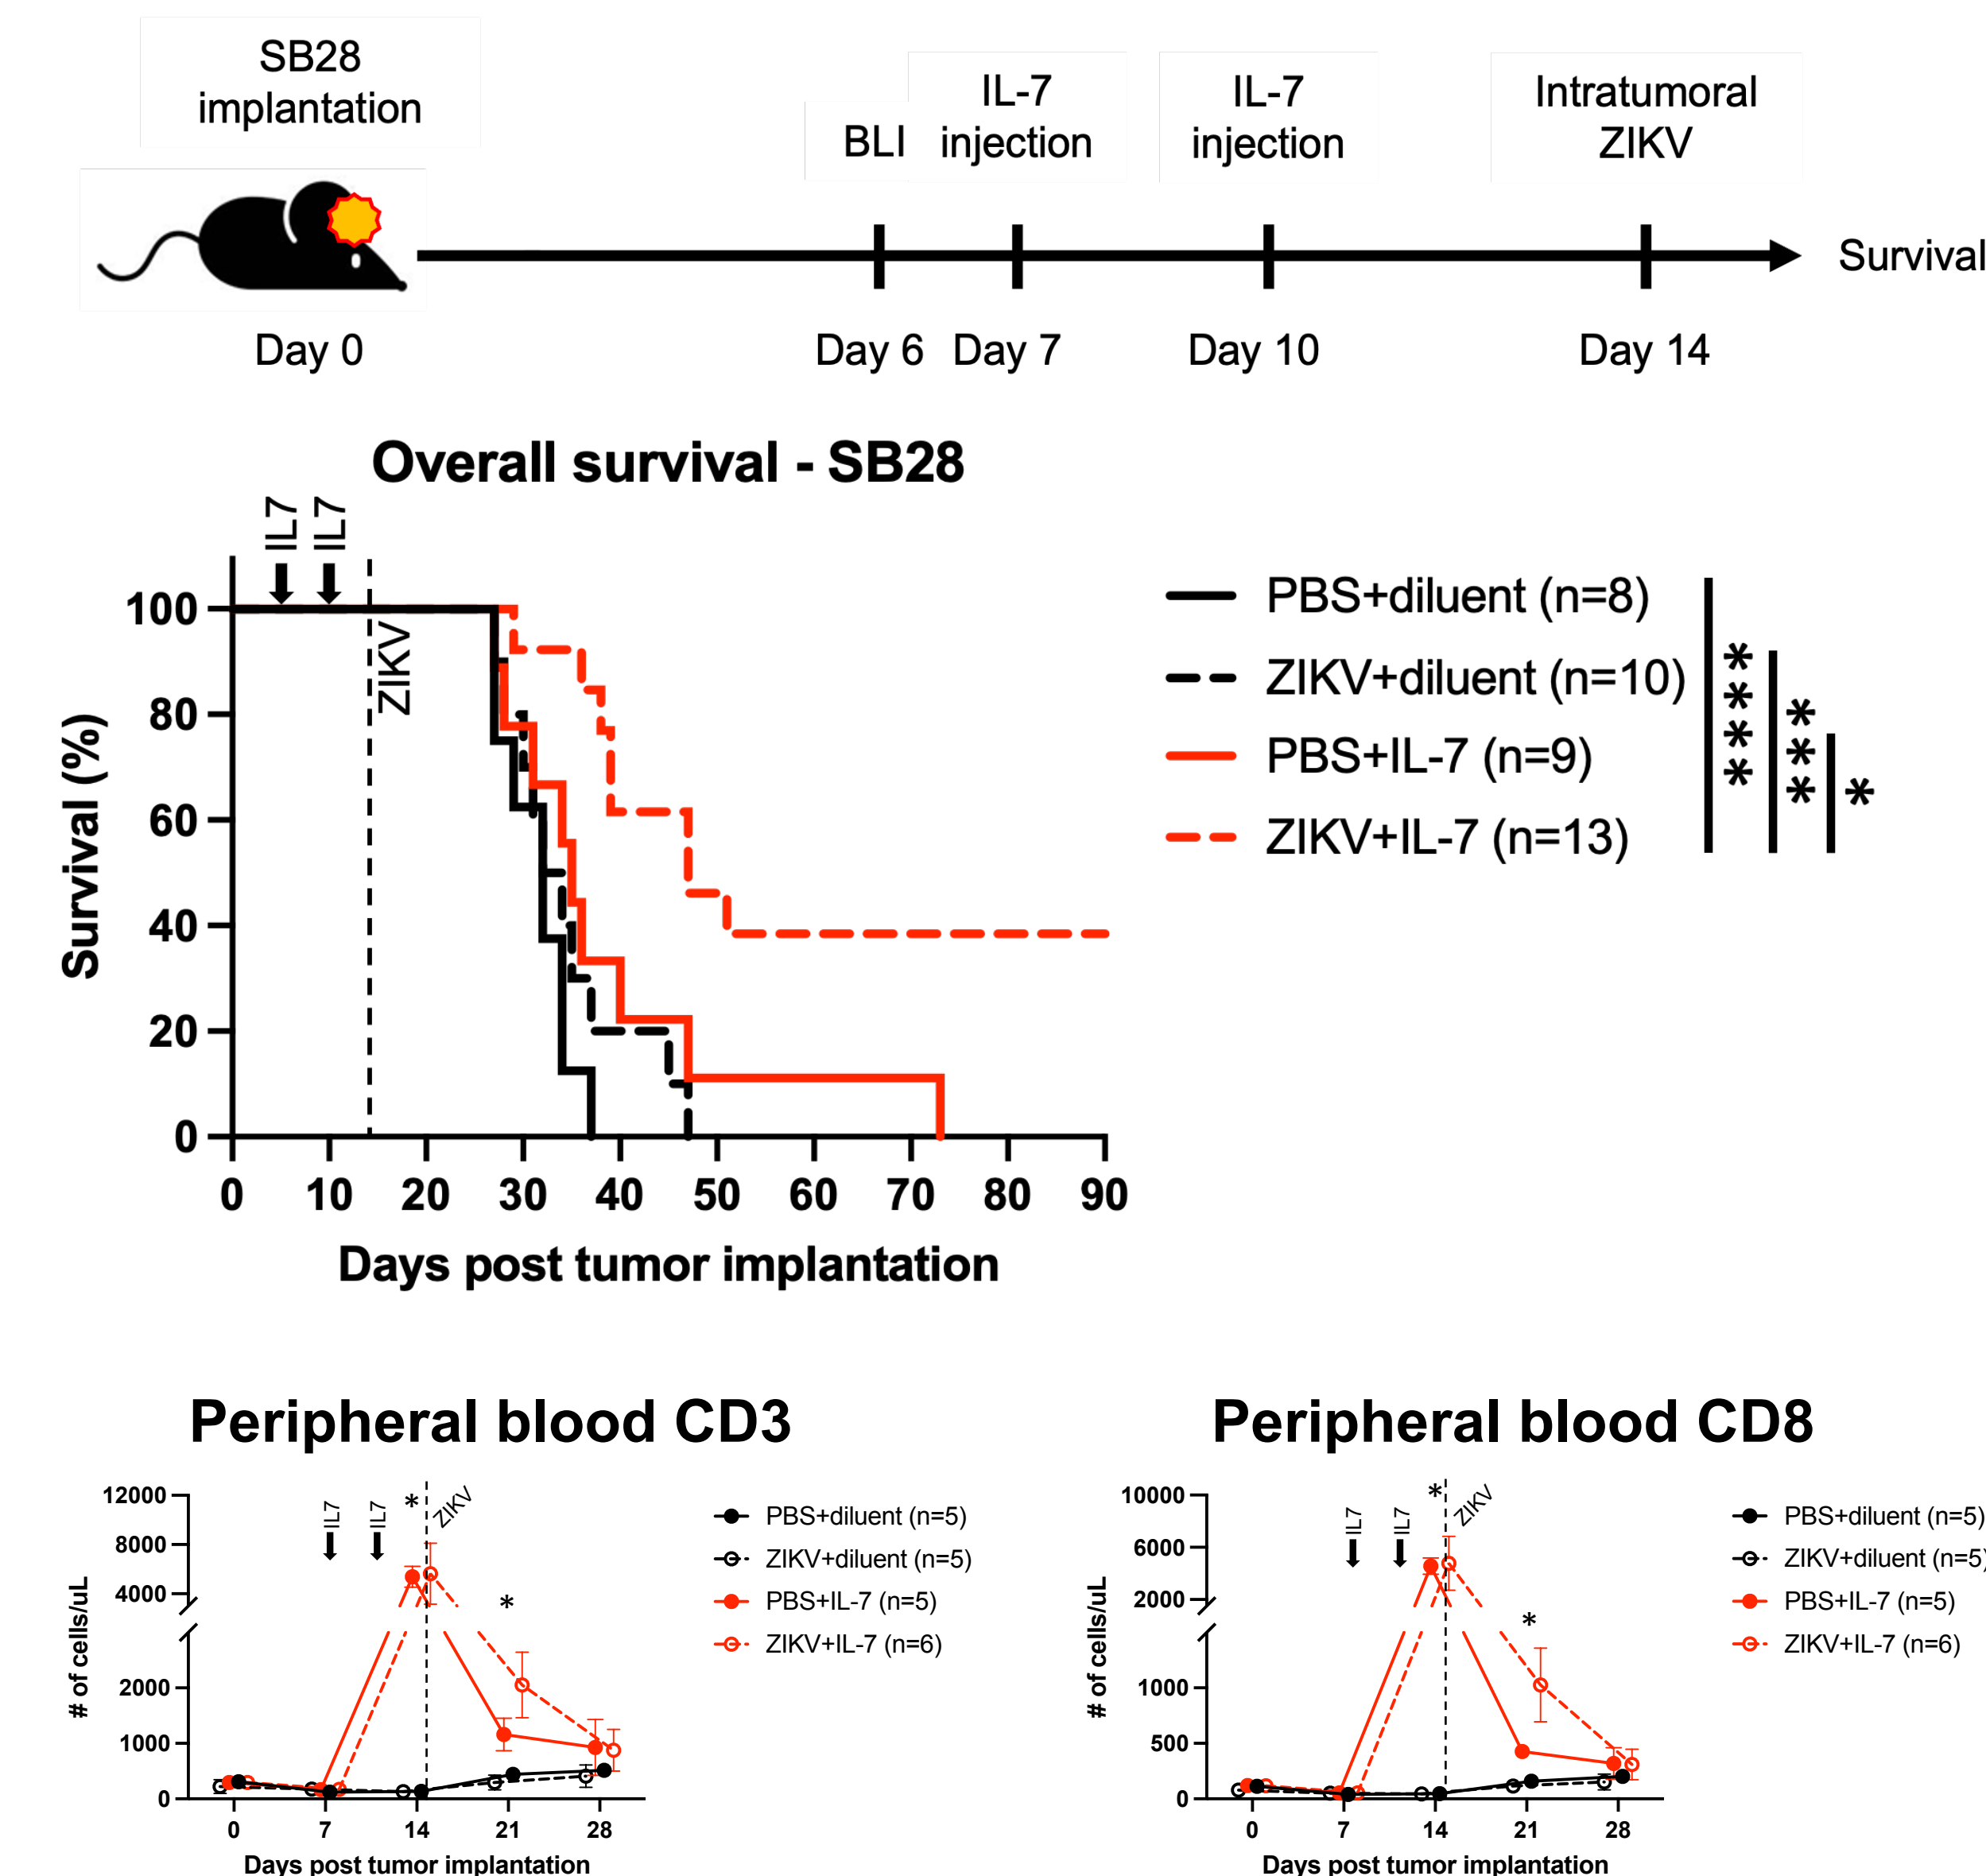 SB28
implantation
BLI
IL-7
injection
IL-7
injection
Intratumoral
ZIKV
Survival
Day 0
Day 6
Day 7
Day 10
Day 14
Overall survival - SB28
IL7
IL7
ZIKV
Survival (%)
100
80
60
40
20
0
0 10 20 30 40 50 60 70 80 90
Days post tumor implantation
PBS+diluent (n=8)
ZIKV+diluent (n=10)
PBS+IL-7 (n=9)
ZIKV+IL-7 (n=13)
****
***
*
Peripheral blood CD3
# of cells/uL
12000
8000
4000
2000
1000
0
IL7
IL7
*
ZIKV
*
0 7 14 21 28
Days post tumor implantation
PBS+diluent (n=5)
ZIKV+diluent (n=5)
PBS+IL-7 (n=5)
ZIKV+IL-7 (n=6)
Peripheral blood CD8
# of cells/uL
10000
6000
2000
1000
500
0
IL7
IL7
*
ZIKV
*
0 7 14 21 28
Days post tumor implantation
PBS+diluent (n=5)
ZIKV+diluent (n=5
PBS+IL-7 (n=5)
ZIKV+IL-7 (n=6)